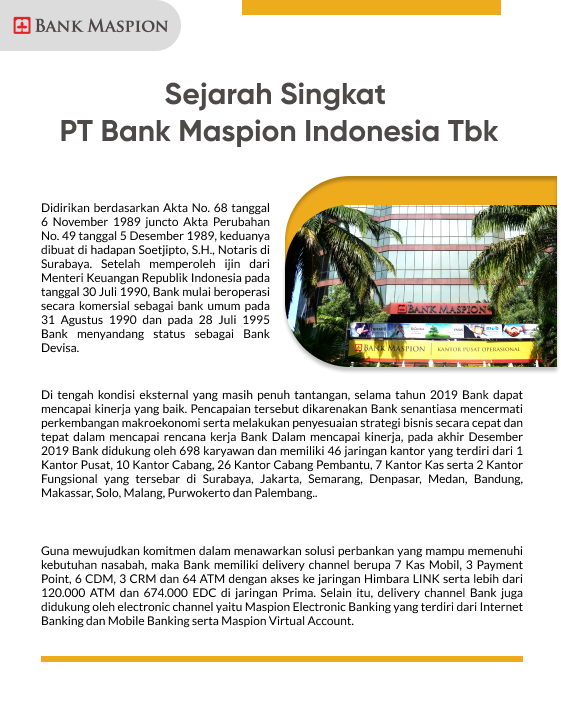 BANK MASPION
Sejarah Singkat
PT Bank Maspion Indonesia Tbk
Didirikan berdasarkan Akta No. 68 tanggal
6 November 1989 juncto Akta Perubahan
No. 49 tanggal 5 Desember 1989, keduanya
dibuat di hadapan Soetjipto, S.H., Notaris di
Surabaya. Setelah memperoleh ijin dari
Menteri Keuangan Republik Indonesia pada
tanggal 30 Juli 1990, Bank mulai beroperasi
secara komersial sebagai bank umum pada
31 Agustus 1990 dan pada 28 Juli 1995
Bank menyandang status sebagai Bank
Devisa.
BANK MASPION
BANK MASPION KANTOR PUSAT OPERASIONAL
Di tengah kondisi eksternal yang masih penuh tantangan, selama tahun 2019 Bank dapat
mencapai kinerja yang baik. Pencapaian tersebut dikarenakan Bank senantiasa mencermati
perkembangan makroekonomi serta melakukan penyesuaian strategi bisnis secara cepat dan
tepat dalam mencapai rencana kerja Bank Dalam mencapai kinerja, pada akhir Desember
2019 Bank didukung oleh 698 karyawan dan memiliki 46 jaringan kantor yang terdiri dari 1
Kantor Pusat, 10 Kantor Cabang, 26 Kantor Cabang Pembantu, 7 Kantor Kas serta 2 Kantor
Fungsional yang tersebar di Surabaya, Jakarta, Semarang, Denpasar, Medan, Bandung,
Makassar, Solo, Malang, Purwokerto dan Palembang..
Guna mewujudkan komitmen dalam menawarkan solusi perbankan yang mampu memenuhi
kebutuhan nasabah, maka Bank memiliki delivery channel berupa 7 Kas Mobil, 3 Payment
Point, 6 CDM, 3 CRM dan 64 ATM dengan akses ke jaringan Himbara LINK serta lebih dari
120.000 ATM dan 674.000 EDC di jaringan Prima. Selain itu, delivery channel Bank juga
didukung oleh electronic channel yaitu Maspion Electronic Banking yang terdiri dari Internet
Banking dan Mobile Banking serta Maspion Virtual Account.